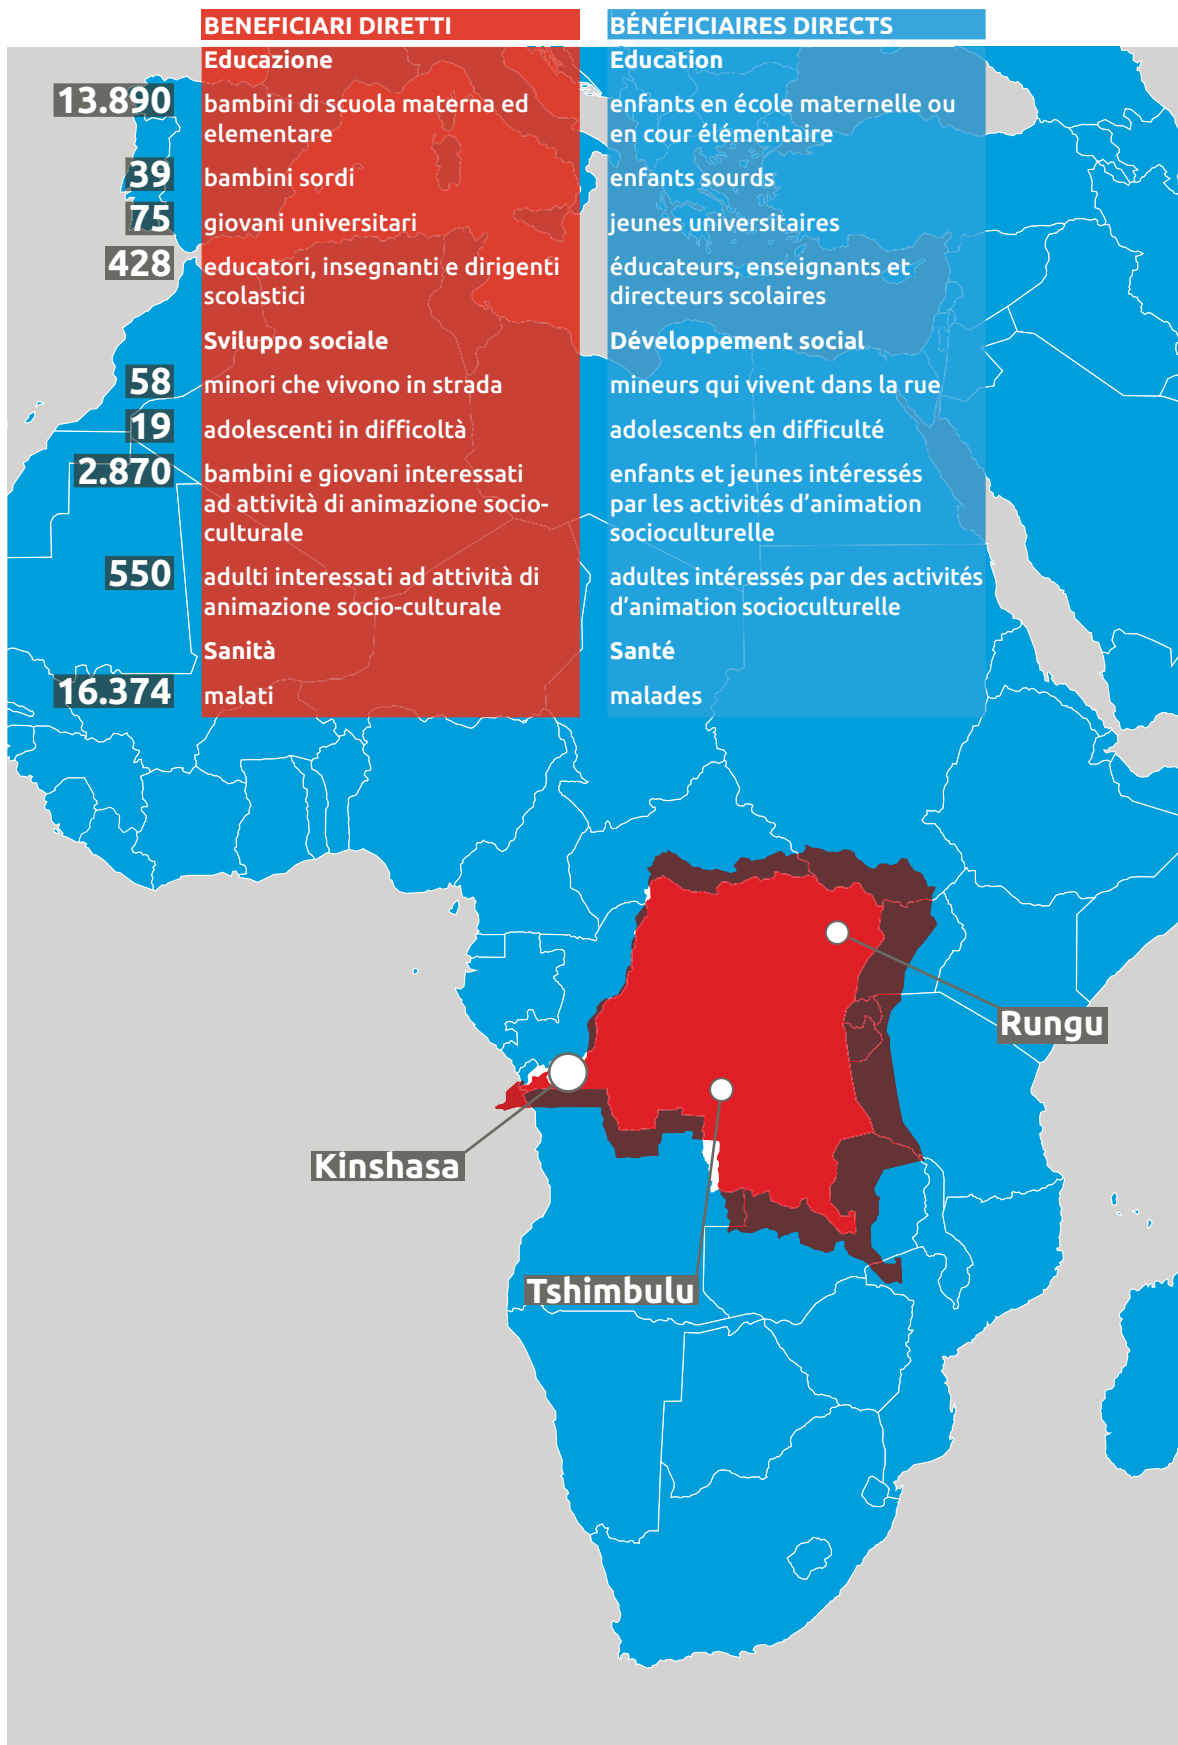 BENEFICIARI DIRETTI
BÉNÉFICIAIRES DIRECTS
Educazione
Education
13.890
bambini di scuola materna ed
elementare
enfants en école maternelle ou
en cour élémentaire
39
bambini sordi
enfants sourds
75
giovani universitari
jeunes universitaires
428
educatori, insegnanti e dirigenti
scolastici
éducateurs, enseignants et
directeurs scolaires
Sviluppo sociale
Développement social
58
minori che vivono in strada
mineurs qui vivent dans la rue
19
adolescenti in difficoltà
adolescents en difficulté
2.870
bambini e giovani interessati
ad attività di animazione socio-
culturale
enfants et jeunes intéressés
par les activités d’animation
socioculturelle
550
adulti interessati ad attività di
animazione socio-culturale
adultes intéressés par des activités
d’animation socioculturelle
Sanità
Santé
16.374
malati
malades
Rungu
Kinshasa
Tshimbulu